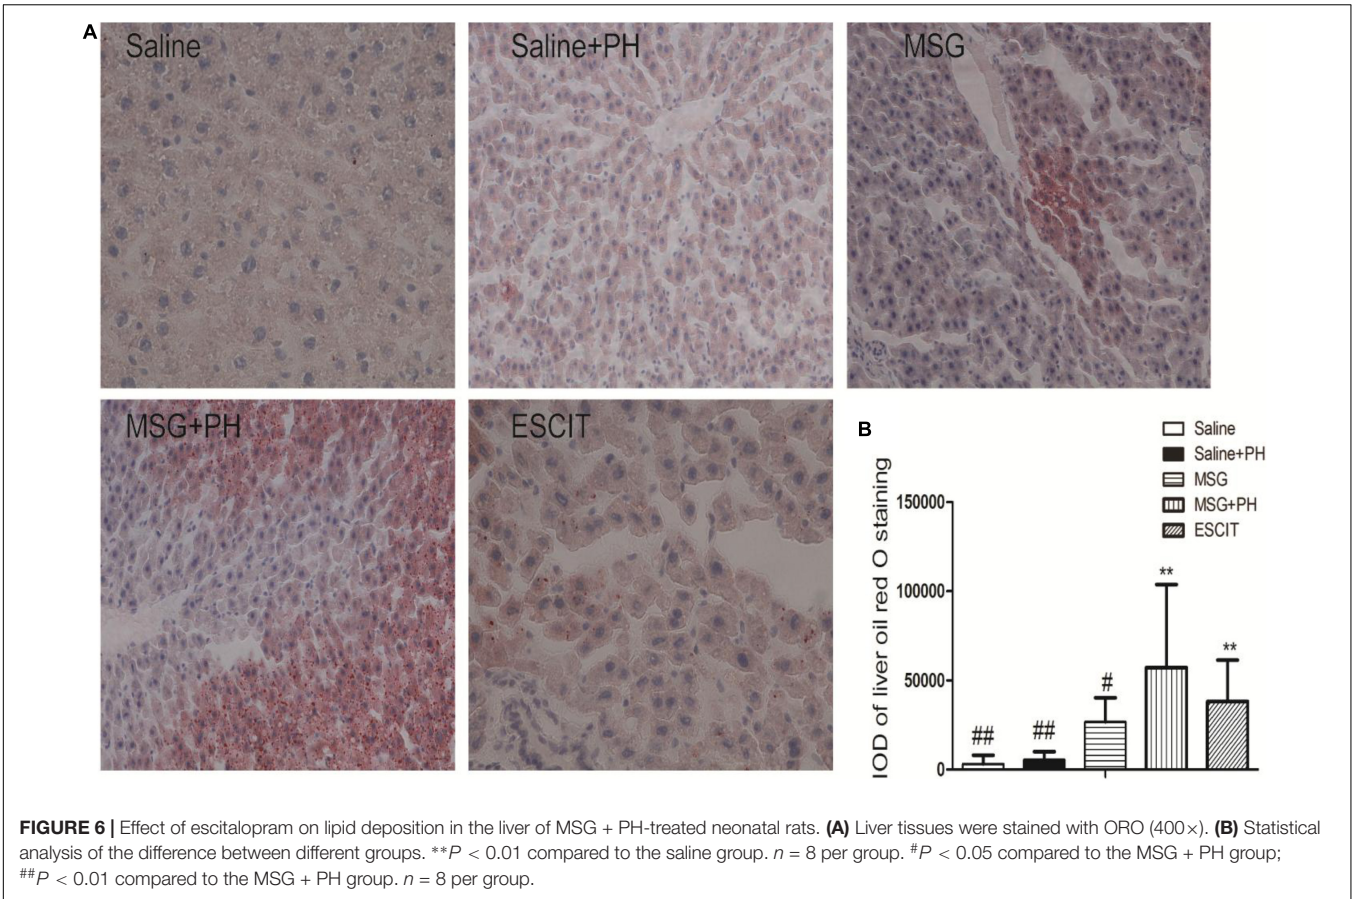 A
Saline
Saline+PH
MSG
MSG+PH
ESCIT
B
Saline
Saline+PH
MSG
MSG+PH
ESCIT
IOD of liver oil red O staining
150000
100000
50000
0
##
##
#
**
**
FIGURE 6 | Effect of escitalopram on lipid deposition in the liver of MSG + PH-treated neonatal rats. (A) Liver tissues were stained with ORO (400×). (B) Statistical
analysis of the difference between different groups. **P < 0.01 compared to the saline group. n = 8 per group. #P < 0.05 compared to the MSG + PH group;
##P < 0.01 compared to the MSG + PH group. n = 8 per group.